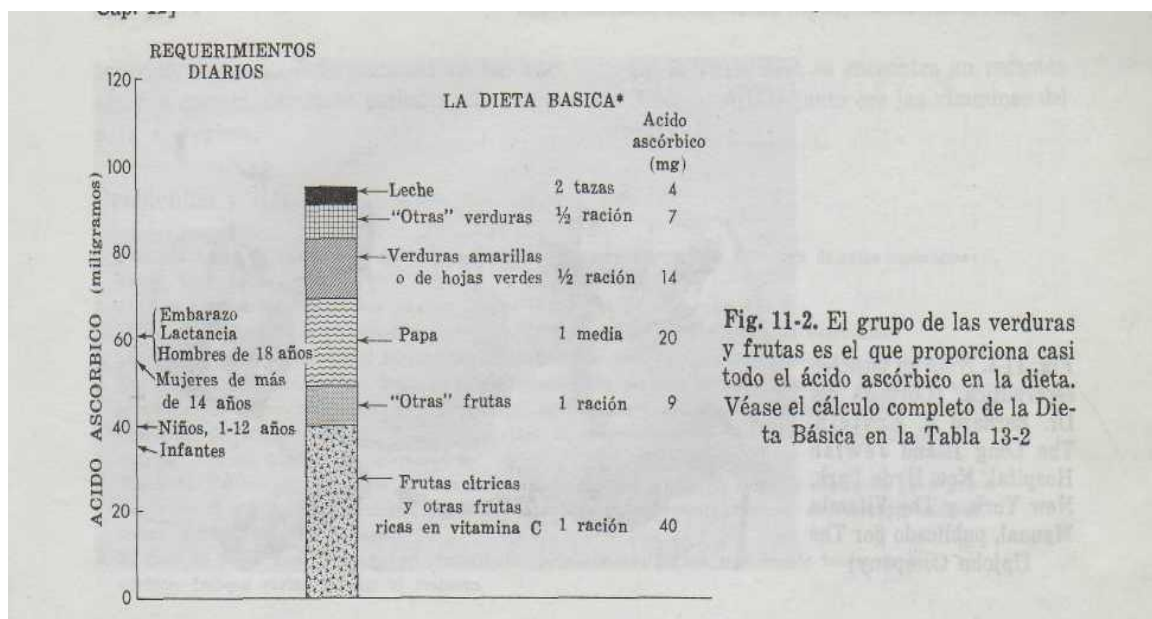 Cap. 11]
REQUERIMIENTOS
DIARIOS
120
100
80
60
40
20
0
ACIDO ASCORBICO (miligramos)
Embarazo
Lactancia
Hombres de 18 años
Mujeres de más
de 14 años
Niños, 1-12 años
Infantes
LA DIETA BASICA*
Acido
ascórbico
(mg)
Leche 2 tazas 4
"Otras" verduras ½ ración 7
Verduras amarillas
o de hojas verdes ½ ración 14
Papa 1 media 20
"Otras" frutas 1 ración 9
Frutas cítricas
y otras frutas
ricas en vitamina C 1 ración 40
Fig. 11-2. El grupo de las verduras
y frutas es el que proporciona casi
todo el ácido ascórbico en la dieta.
Véase el cálculo completo de la Die-
ta Básica en la Tabla 13-2